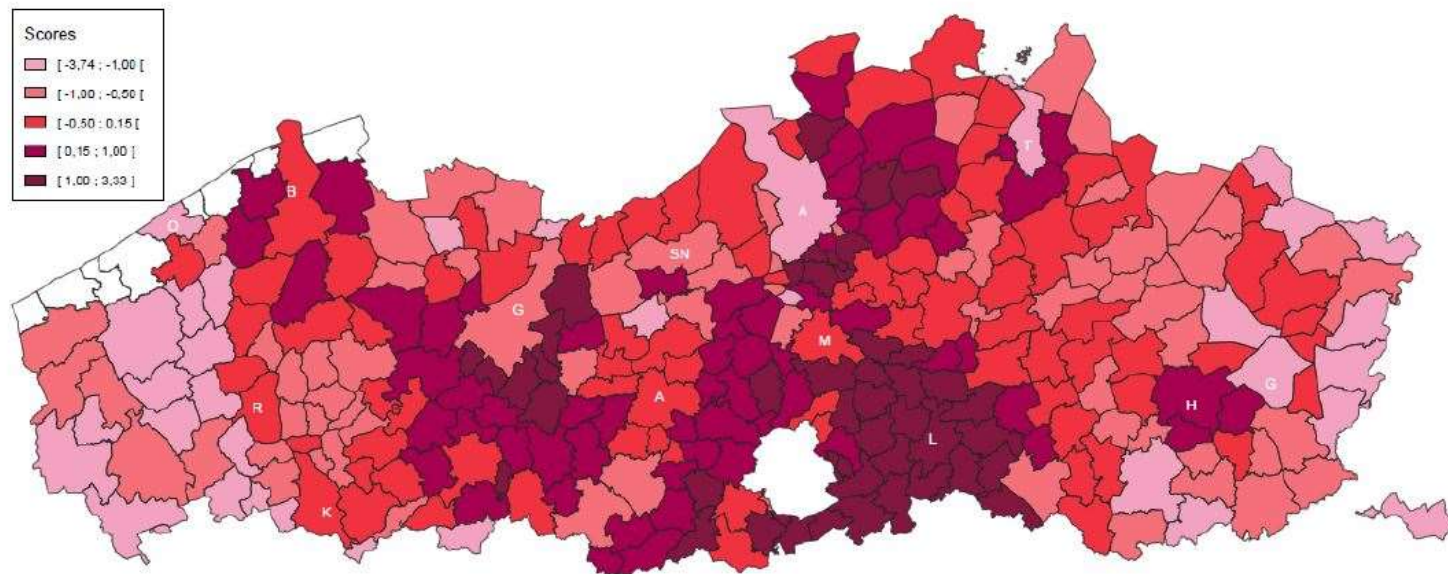 Scores
[ -3,74 ; -1,00 [
[ -1,00 ; -0,50 [
[ -0,50 ; 0,15 [
[ 0,15 ; 1,00 [
[ 1,00 ; 3,33 ]
T
B
A
O
SN
G
M
G
A
R
H
L
K